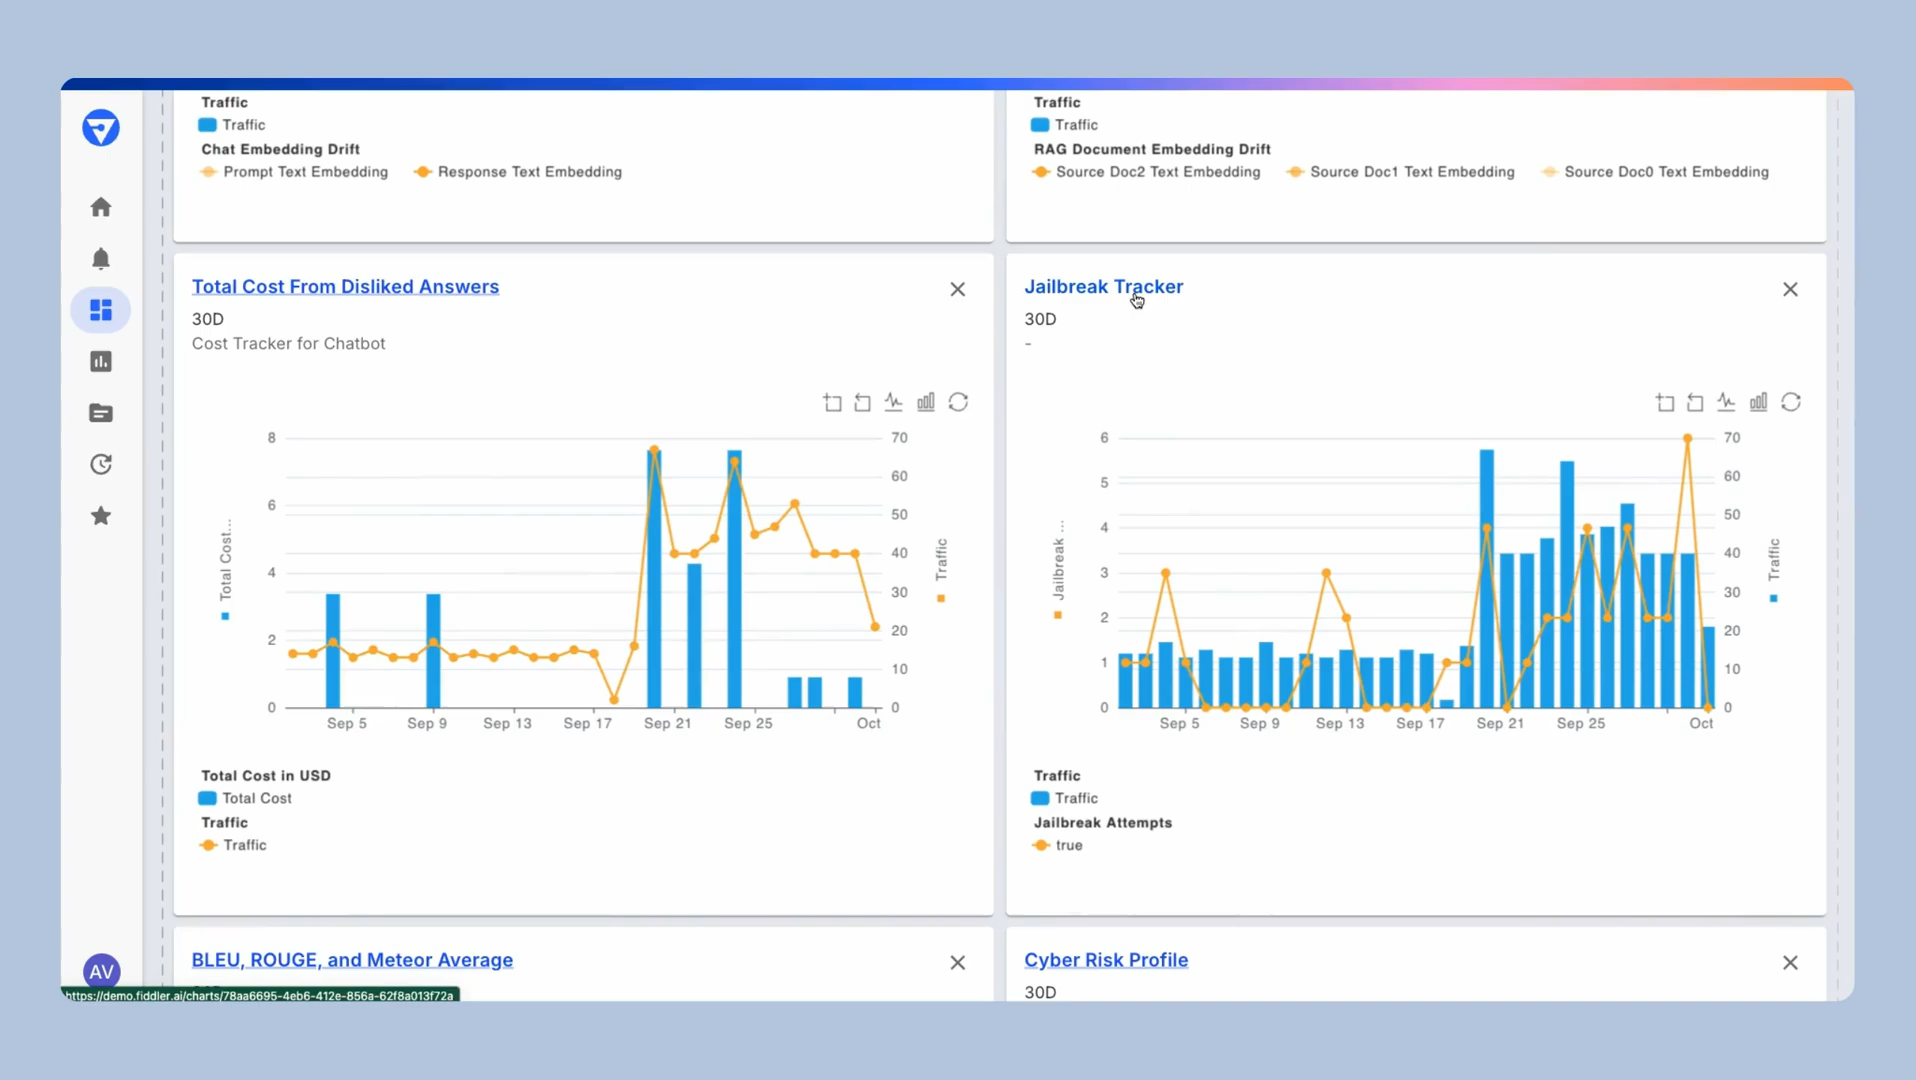 Traffic
Traffic
Chat Embedding Drift
Prompt Text Embedding Response Text Embedding
Traffic
Traffic
RAG Document Embedding Drift
Source Doc2 Text Embedding Source Doc1 Text Embedding Source Doc0 Text Embedding
Total Cost From Disliked Answers
30D
Cost Tracker for Chatbot
8
6
4
2
0
Total Cost...
70
60
50
40
30
20
10
0
Traffic
Sep 5 Sep 9 Sep 13 Sep 17 Sep 21 Sep 25 Oct
Total Cost in USD
Total Cost
Traffic
Traffic
Jailbreak Tracker
30D
-
6
5
4
3
2
1
0
Jailbreak ...
70
60
50
40
30
20
10
0
Traffic
Sep 5 Sep 9 Sep 13 Sep 17 Sep 21 Sep 25 Oct
Traffic
Traffic
Jailbreak Attempts
true
BLEU, ROUGE, and Meteor Average
Cyber Risk Profile
30D
AV
https://demo.fiddler.ai/charts/78aa6695-4eb6-412e-856a-62f8a013f72a